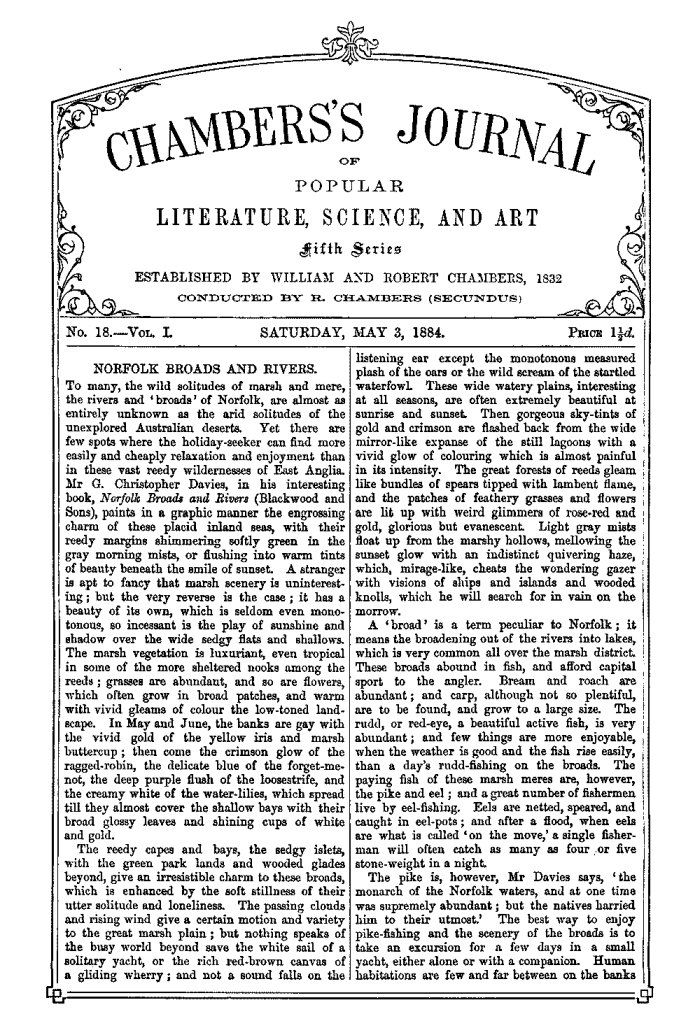 CHAMBERS'S JOURNAL
OF
POPULAR
LITERATURE, SCIENCE, AND ART
Fifth Series
ESTABLISHED BY WILLIAM AND ROBERT CHAMBERS, 1832
CONDUCTED BY R. CHAMBERS (SECUNDUS)
No. 18.—Vol. I.
SATURDAY, MAY 3, 1884.
Price 1½d.
NORFOLK BROADS AND RIVERS.
To many, the wild solitudes of marsh and mere,
the rivers and 'broads' of Norfolk, are almost as
entirely unknown as the arid solitudes of the
unexplored Australian deserts. Yet there are
few spots where the holiday-seeker can find more
easily and cheaply relaxation and enjoyment than
in these vast reedy wildernesses of East Anglia.
Mr G. Christopher Davies, in his interesting
book, Norfolk Broads and Rivers (Blackwood and
Sons), paints in a graphic manner the engrossing
charm of these placid inland seas, with their
reedy margins shimmering softly green in the
gray morning mists, or flushing into warm tints
of beauty beneath the smile of sunset. A stranger
is apt to fancy that marsh scenery is uninterest-
ing; but the very reverse is the case; it has a
beauty of its own, which is seldom even mono-
tonous, so incessant is the play of sunshine and
shadow over the wide sedgy flats and shallows.
The marsh vegetation is luxuriant, even tropical
in some of the more sheltered nooks among the
reeds; grasses are abundant, and so are flowers,
which often grow in broad patches, and warm
with vivid gleams of colour the low-toned land-
scape. In May and June, the banks are gay with
the vivid gold of the yellow iris and marsh
buttercup; then come the crimson glow of the
ragged-robin, the delicate blue of the forget-me-
not, the deep purple flush of the loosestrife, and
the creamy white of the water-lilies, which spread
till they almost cover the shallow bays with their
broad glossy leaves and shining cups of white
and gold.
The reedy capes and bays, the sedgy islets,
with the green park lands and wooded glades
beyond, give an irresistible charm to these broads,
which is enhanced by the soft stillness of their
utter solitude and loneliness. The passing clouds
and rising wind give a certain motion and variety
to the great marsh plain; but nothing speaks of
the busy world beyond save the white sail of a
solitary yacht, or the rich red-brown canvas of
a gliding wherry; and not a sound falls on the
listening ear except the monotonous measured
plash of the oars or the wild scream of the startled
waterfowl. These wide watery plains, interesting
at all seasons, are often extremely beautiful at
sunrise and sunset. Then gorgeous sky-tints of
gold and crimson are flashed back from the wide
mirror-like expanse of the still lagoons with a
vivid glow of colouring which is almost painful
in its intensity. The great forests of reeds gleam
like bundles of spears tipped with lambent flame,
and the patches of feathery grasses and flowers
are lit up with weird glimmers of rose-red and
gold, glorious but evanescent. Light gray mists
float up from the marshy hollows, mellowing the
sunset glow with an indistinct quivering haze,
which, mirage-like, cheats the wondering gazer
with visions of ships and islands and wooded
knolls, which he will search for in vain on the
morrow.
A 'broad' is a term peculiar to Norfolk; it
means the broadening out of the rivers into lakes,
which is very common all over the marsh district.
These broads abound in fish, and afford capital
sport to the angler. Bream and roach are
abundant; and carp, although not so plentiful,
are to be found, and grow to a large size. The
rudd, or red-eye, a beautiful active fish, is very
abundant; and few things are more enjoyable,
when the weather is good and the fish rise easily,
than a day's rudd-fishing on the broads. The
paying fish of these marsh meres are, however,
the pike and eel; and a great number of fishermen
live by eel-fishing. Eels are netted, speared, and
caught in eel-pots; and after a flood, when eels
are what is called 'on the move,' a single fisher-
man will often catch as many as four or five
stone-weight in a night.
The pike is, however, Mr Davies says, 'the
monarch of the Norfolk waters, and at one time
was supremely abundant; but the natives harried
him to their utmost.' The best way to enjoy
pike-fishing and the scenery of the broads is to
take an excursion for a few days in a small
yacht, either alone or with a companion. Human
habitations are few and far between on the banks